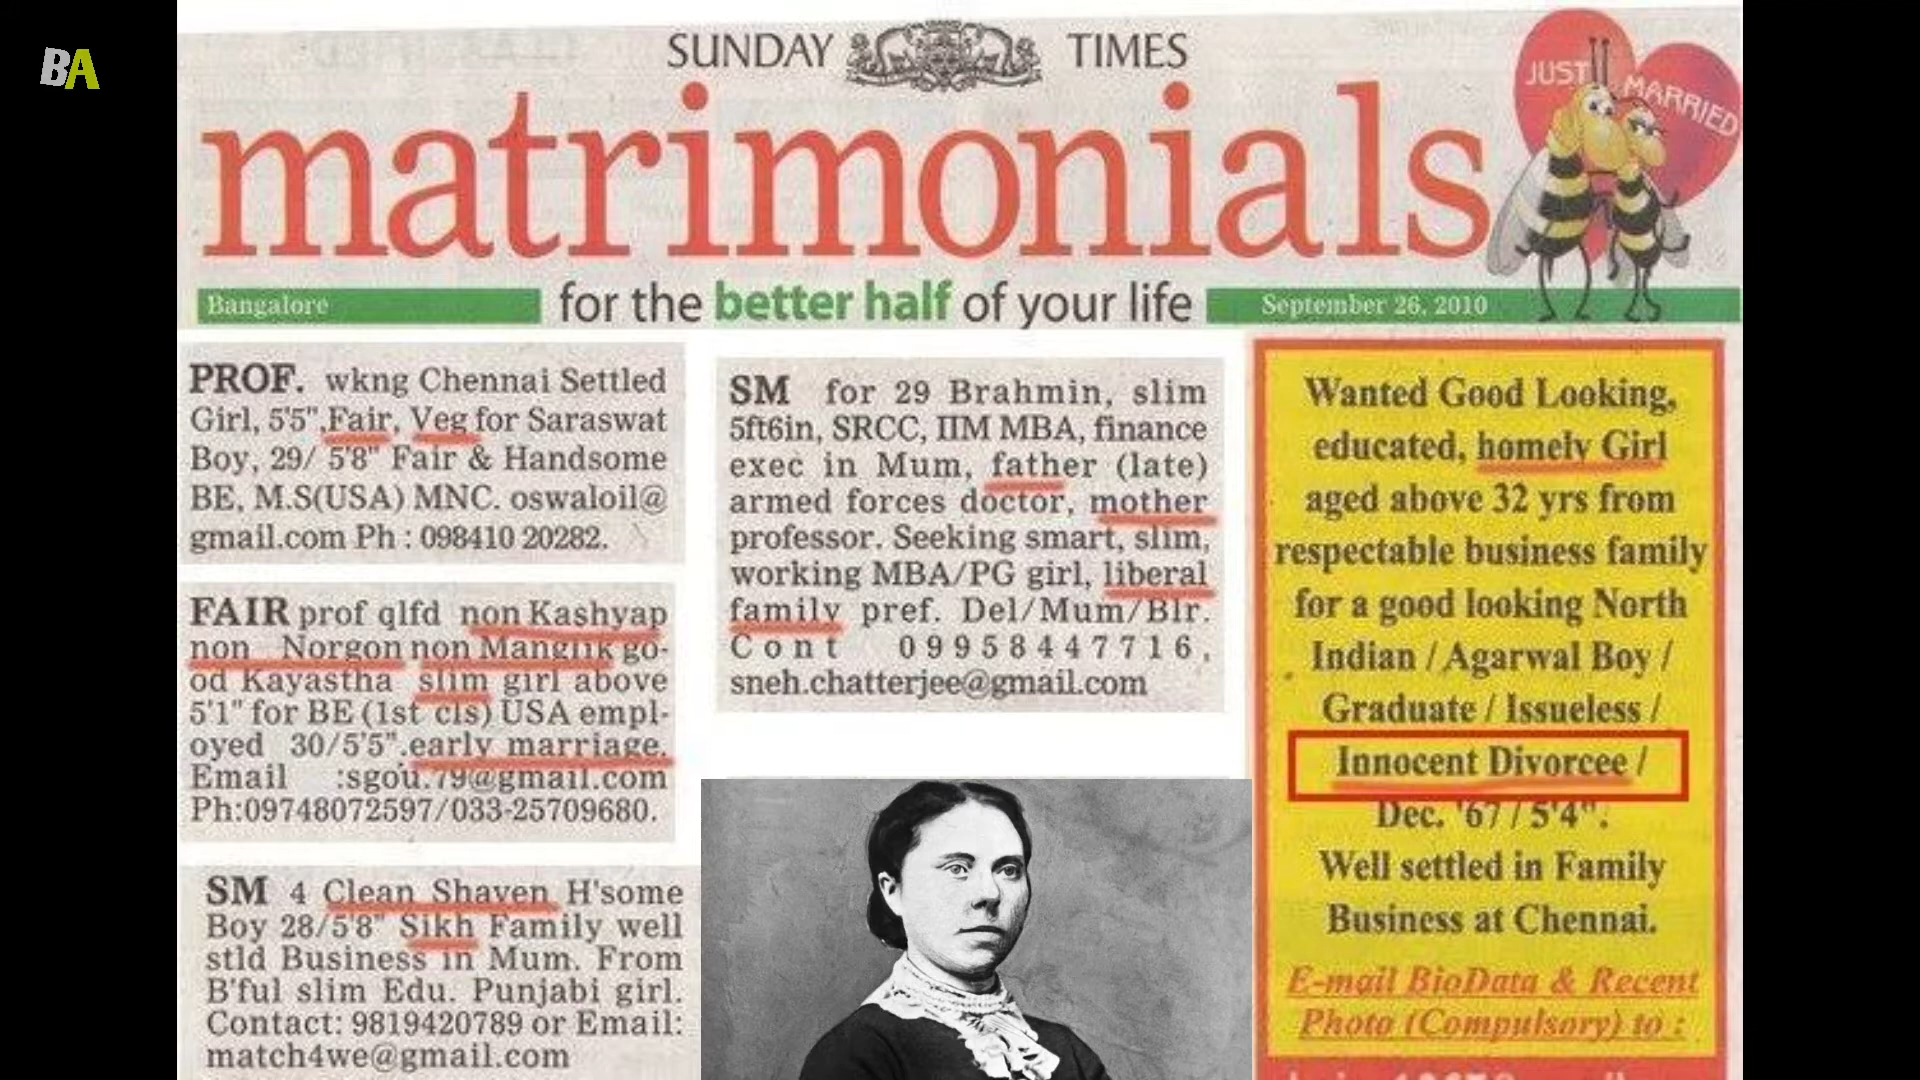 BA
SUNDAY TIMES
matrimonials
JUST MARRIED
Bangalore
for the better half of your life
September 26, 2010
PROF. wkng Chennai Settled
Girl, 5'5", Fair, Veg for Saraswat
Boy, 29/ 5'8" Fair & Handsome
BE, M.S(USA) MNC. oswaloil@
gmail.com Ph : 098410 20282.
FAIR prof qlfd non Kashyap
non Norgon non Manglik go-
od Kayastha slim girl above
5'1" for BE (1st cls) USA empl-
oyed 30/5'5".early marriage.
Email :sgou.79@gmail.com
Ph:09748072597/033-25709680.
SM 4 Clean Shaven H'some
Boy 28/5'8" Sikh Family well
stld Business in Mum. From
B'ful slim Edu. Punjabi girl.
Contact: 9819420789 or Email:
match4we@gmail.com
SM for 29 Brahmin, slim
5ft6in, SRCC, IIM MBA, finance
exec in Mum, father (late)
armed forces doctor, mother
professor. Seeking smart, slim,
working MBA/PG girl, liberal
family pref. Del/Mum/Blr.
Cont 09958447716,
sneh.chatterjee@gmail.com
Wanted Good Looking,
educated, homely Girl
aged above 32 yrs from
respectable business family
for a good looking North
Indian / Agarwal Boy /
Graduate / Issueless /
Innocent Divorcee /
Dec. '67 / 5'4".
Well settled in Family
Business at Chennai.
E-mail BioData & Recent
Photo (Compulsory) to :